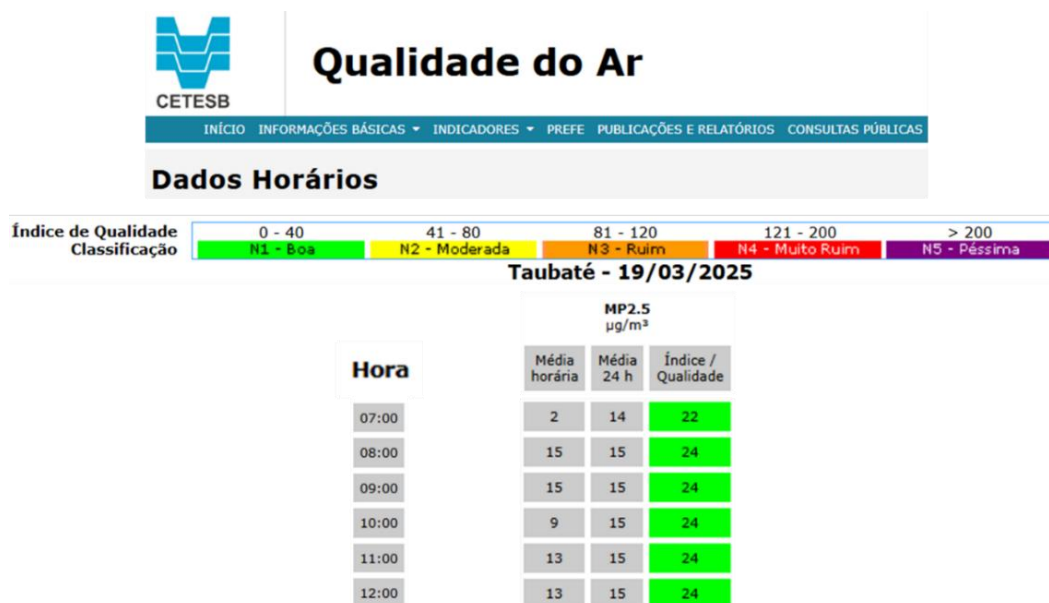 CETESB
Qualidade do Ar
INÍCIO INFORMAÇÕES BÁSICAS INDICADORES PREFE PUBLICAÇÕES E RELATÓRIOS CONSULTAS PÚBLICAS
Dados Horários
Índice de Qualidade 0 - 40 41 - 80 81 - 120 121 - 200 > 200
Classificação N1 - Boa N2 - Moderada N3 - Ruim N4 - Muito Ruim N5 - Péssima
Taubaté - 19/03/2025
MP2.5
µg/m³
Hora Média horária Média 24 h Índice / Qualidade
07:00 2 14 22
08:00 15 15 24
09:00 15 15 24
10:00 9 15 24
11:00 13 15 24
12:00 13 15 24